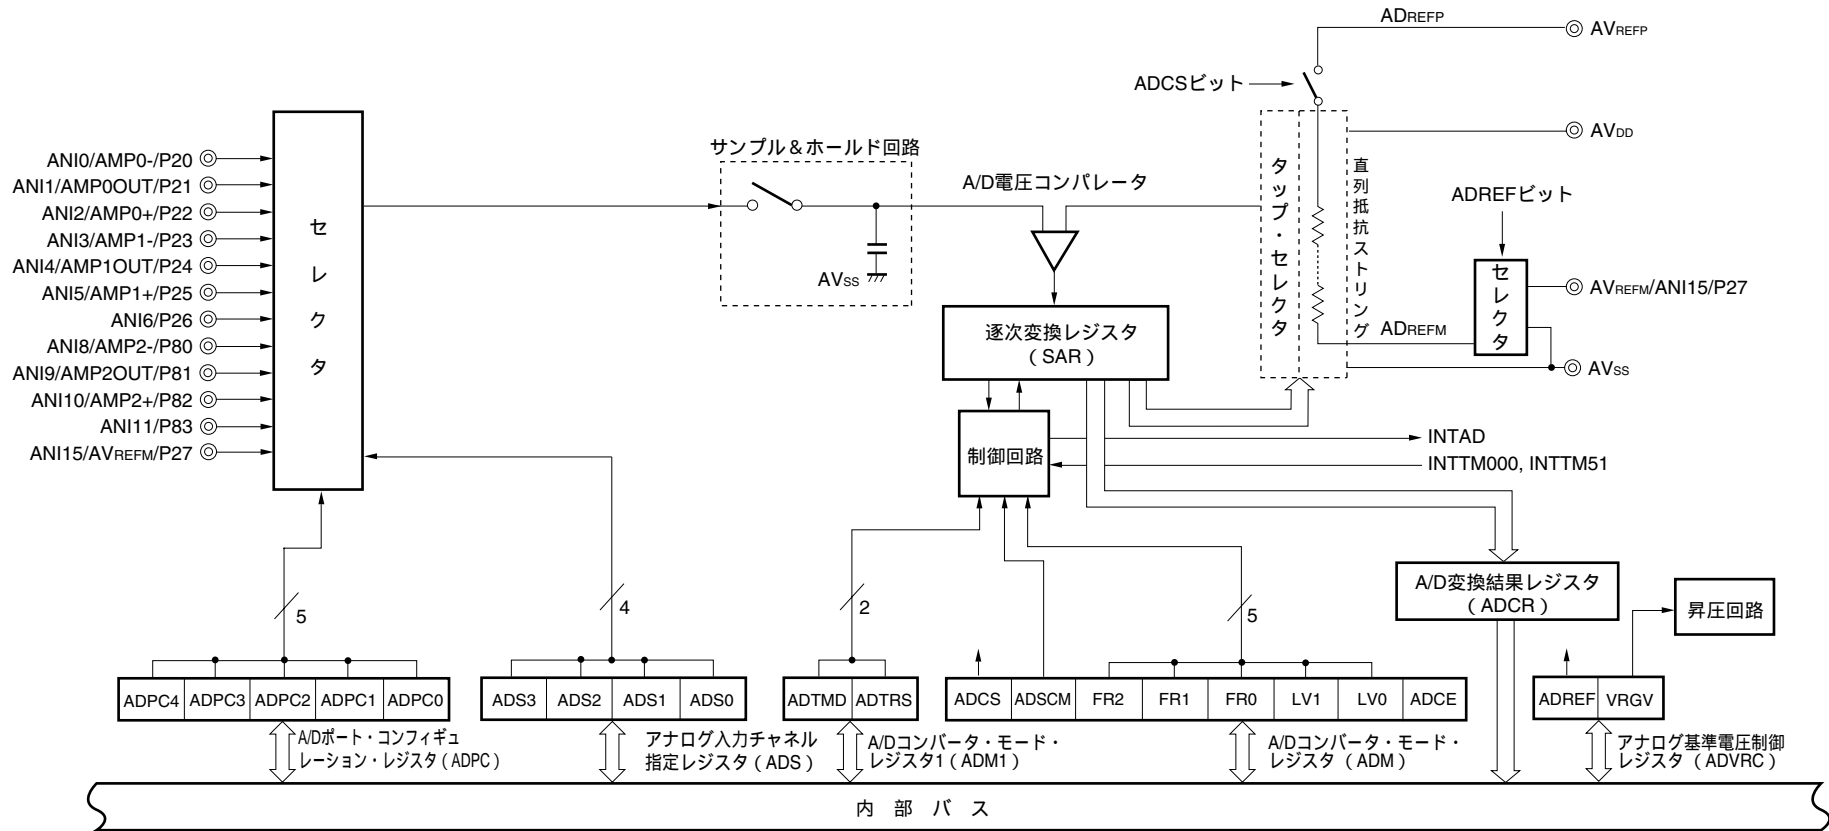 ADREFP
AVREFP
ADCSビット
AVDD
ANI0/AMP0-/P20
ANI1/AMP0OUT/P21
ANI2/AMP0+/P22
ANI3/AMP1-/P23
ANI4/AMP1OUT/P24
ANI5/AMP1+/P25
ANI6/P26
ANI8/AMP2-/P80
ANI9/AMP2OUT/P81
ANI10/AMP2+/P82
ANI11/P83
ANI15/AVREFM/P27
セレクタ
サンプル&ホールド回路
AVSS
A/D電圧コンパレータ
タップ・セレクタ
直列抵抗ストリング
ADREFビット
セレクタ
AVREFM/ANI15/P27
ADREFM
AVSS
逐次変換レジスタ
(SAR)
制御回路
INTAD
INTTM000, INTTM51
A/D変換結果レジスタ
(ADCR)
昇圧回路
5
4
2
5
ADPC4 ADPC3 ADPC2 ADPC1 ADPC0
ADS3 ADS2 ADS1 ADS0
ADTMD ADTRS
ADCS ADSCM FR2 FR1 FR0 LV1 LV0 ADCE
ADREF VRGV
A/Dポート・コンフィギュ
レーション・レジスタ(ADPC)
アナログ入力チャネル
指定レジスタ(ADS)
A/Dコンバータ・モード・
レジスタ1(ADM1)
A/Dコンバータ・モード・
レジスタ(ADM)
アナログ基準電圧制御
レジスタ(ADVRC)
内部バス